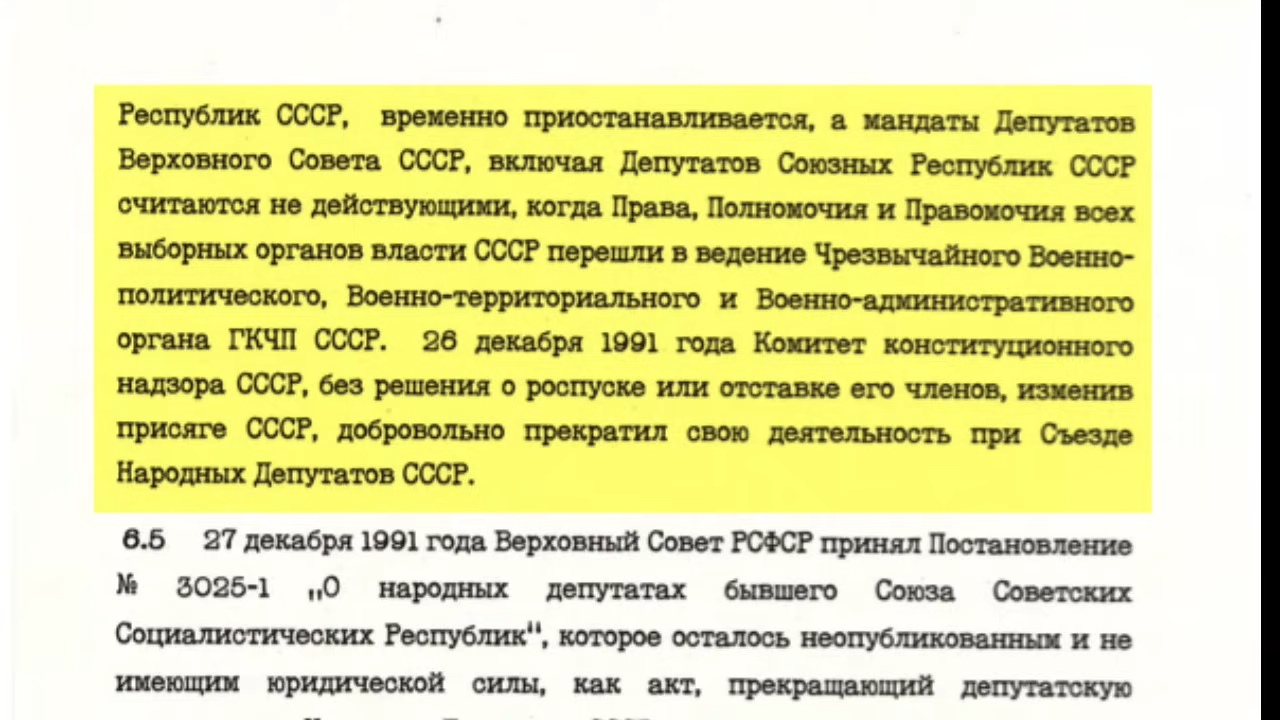 Республик СССР, временно приостанавливается, а мандаты Депутатов
Верховного Совета СССР, включая Депутатов Союзных Республик СССР
считаются не действующими, когда Права, Полномочия и Правомочия всех
выборных органов власти СССР перешли в ведение Чрезвычайного Военно-
политического, Военно-территориального и Военно-административного
органа ГКЧП СССР. 26 декабря 1991 года Комитет конституционного
надзора СССР, без решения о роспуске или отставке его членов, изменив
присяге СССР, добровольно прекратил свою деятельность при Съезде
Народных Депутатов СССР.
6.5 27 декабря 1991 года Верховный Совет РСФСР принял Постановление
№ 3025-1 „О народных депутатах бывшего Союза Советских
Социалистических Республик“, которое осталось неопубликованным и не
имеющим юридической силы, как акт, прекращающий депутатскую